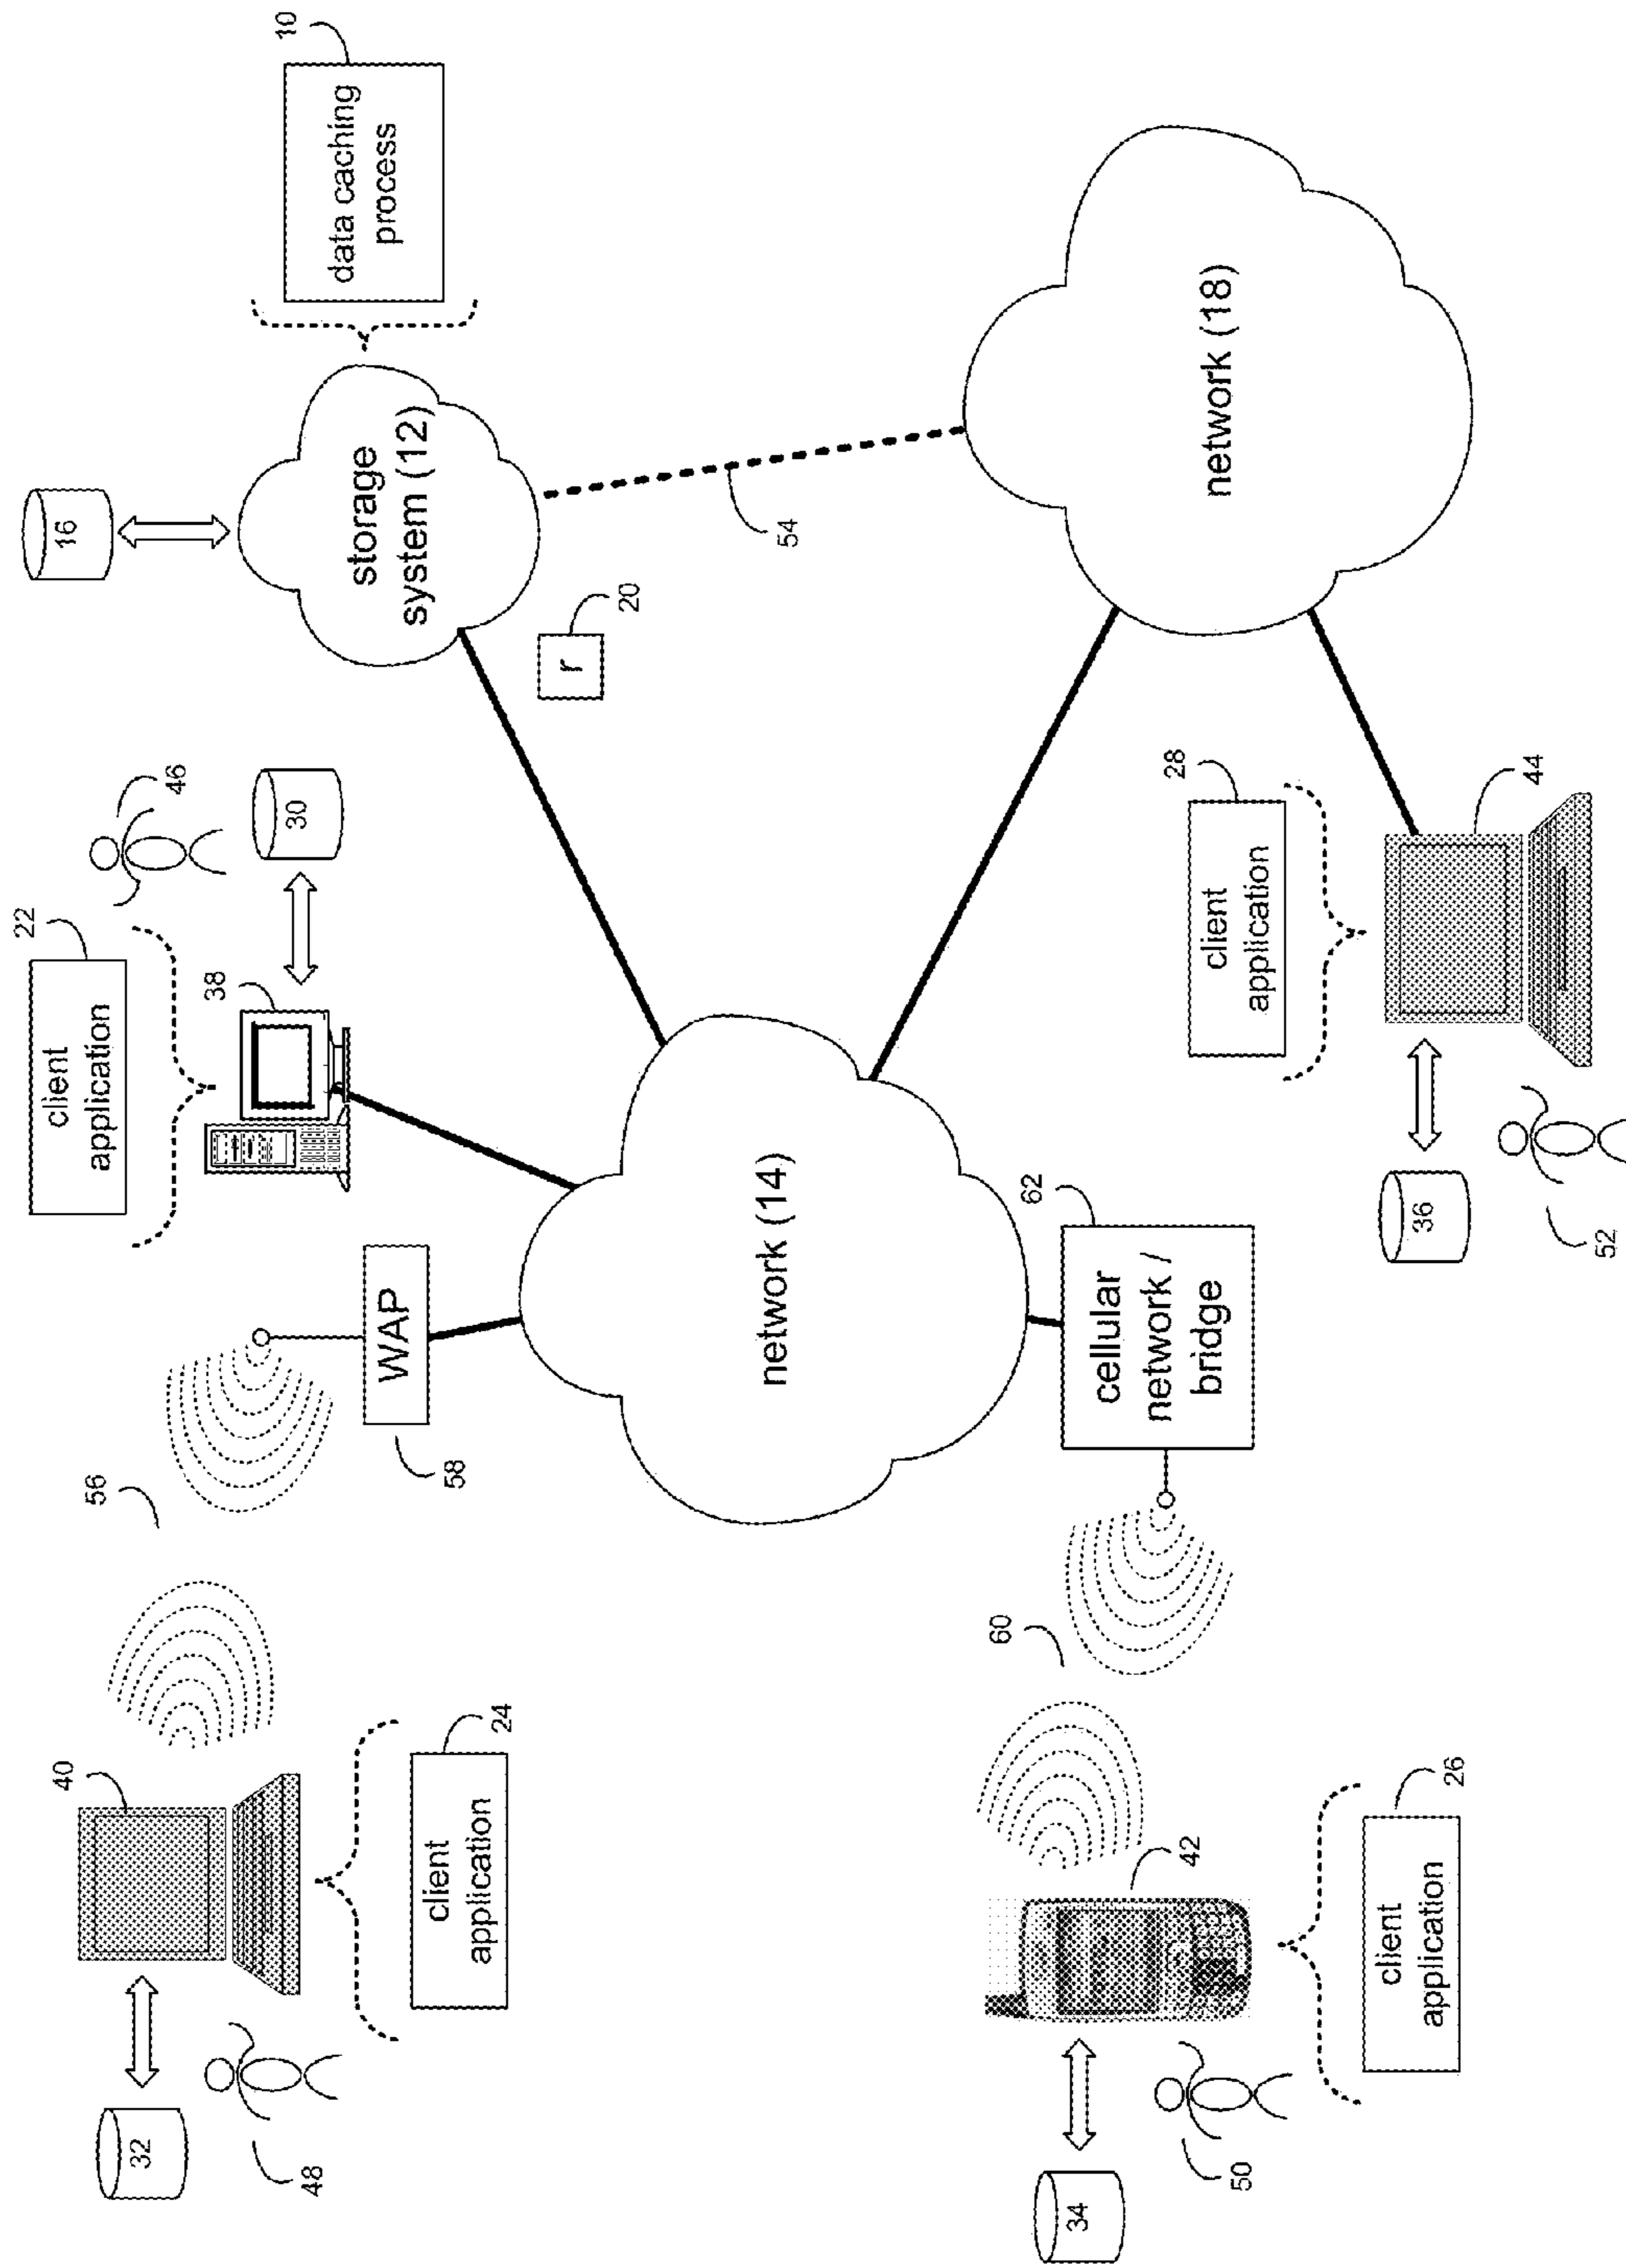 32
48
40
client
application
24
56
WAP
58
client
application
22
38
46
30
16
storage
system (12)
data caching
process
10
r
20
54
network (14)
network (18)
34
50
42
client
application
26
60
cellular
network /
bridge
62
36
52
client
application
28
44